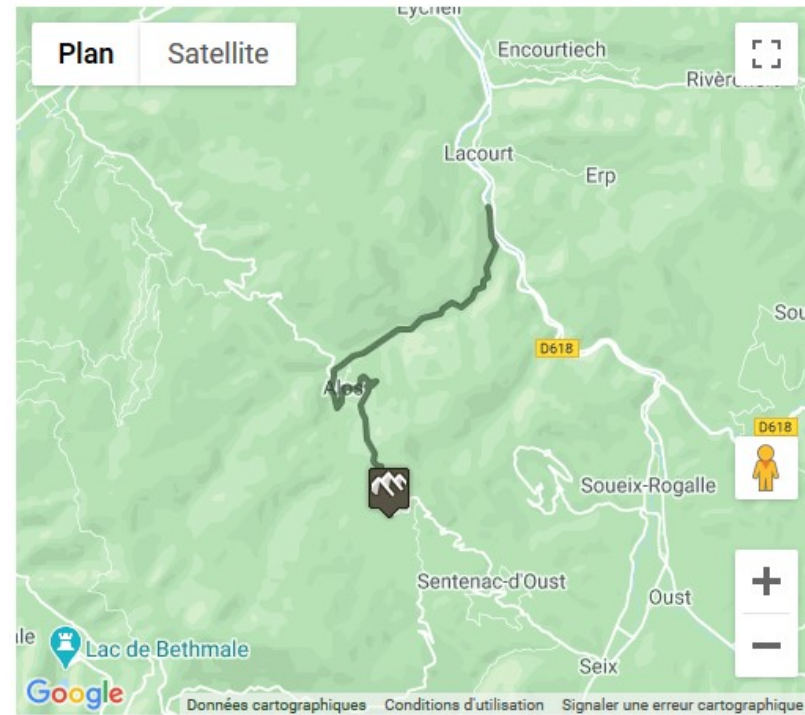 Eycheil
Plan Satellite
Encourtiech
Lacourt
Erp
D618
Alos
D618
Soueix-Rogalle
Sentenac-d'Oust
Oust
Lac de Bethmale
Seix
Google
Données cartographiques Conditions d'utilisation Signaler une erreur cartographique